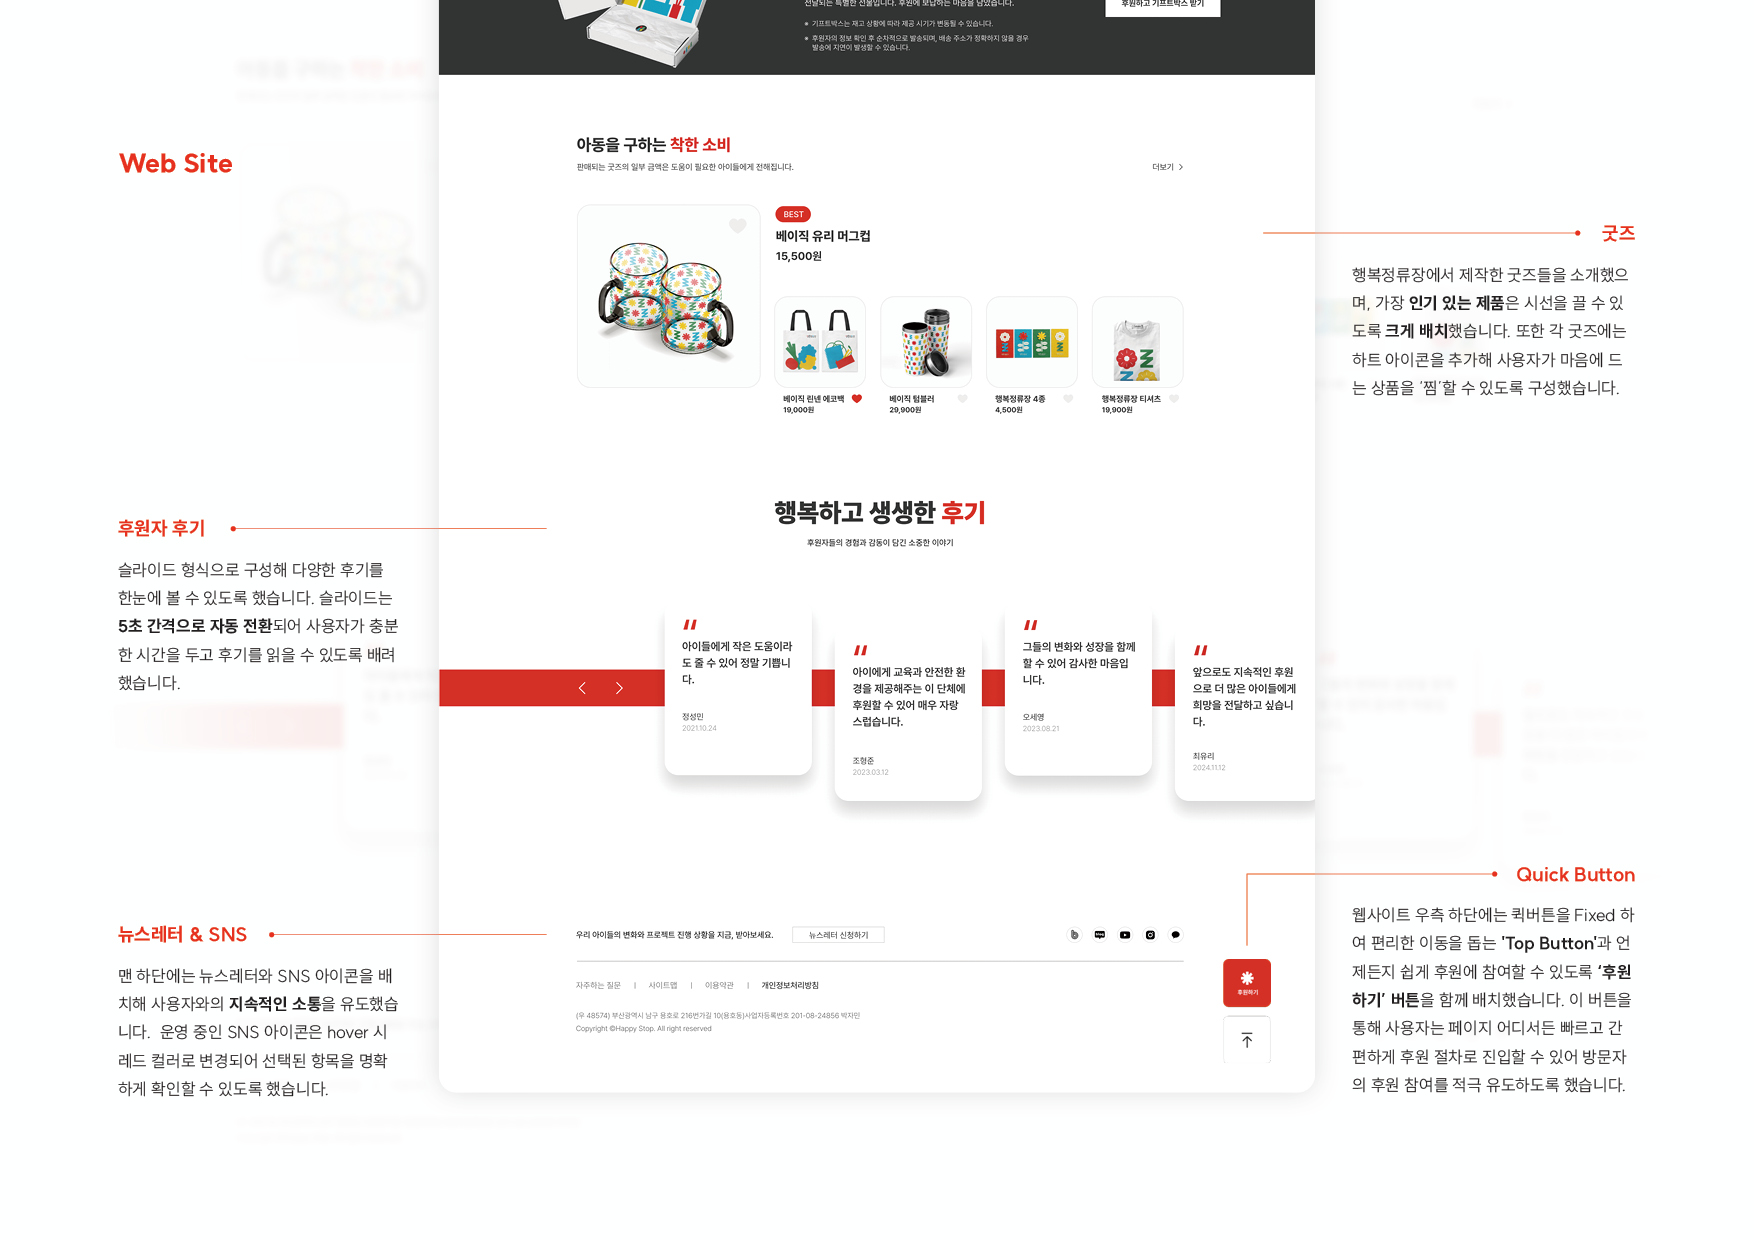 전달되는 특별한 선물입니다. 후원에 보답하는 마음을 담았습니다.
후원하고 기프트박스 받기
※ 기프트박스는 재고 상황에 따라 제공 시기가 변동될 수 있습니다.
※ 후원자의 정보 확인 후 순차적으로 발송되며, 배송 주소가 정확하지 않을 경우
발송에 지연이 발생할 수 있습니다.
Web Site
아동을 구하는 착한 소비
판매되는 굿즈의 일부 금액은 도움이 필요한 아이들에게 전해집니다.
더보기 >
BEST
베이직 유리 머그컵
15,500원
베이직 린넨 에코백
19,000원
베이직 텀블러
29,900원
행복정류장 4종
4,500원
행복정류장 티셔츠
19,900원
굿즈
행복정류장에서 제작한 굿즈들을 소개했으
며, 가장 인기 있는 제품은 시선을 끌 수 있
도록 크게 배치했습니다. 또한 각 굿즈에는
하트 아이콘을 추가해 사용자가 마음에 드
는 상품을 ‘찜’할 수 있도록 구성했습니다.
행복하고 생생한 후기
후원자들의 경험과 감동이 담긴 소중한 이야기
후원자 후기
슬라이드 형식으로 구성해 다양한 후기를
한눈에 볼 수 있도록 했습니다. 슬라이드는
5초 간격으로 자동 전환되어 사용자가 충분
한 시간을 두고 후기를 읽을 수 있도록 배려
했습니다.
아이들에게 작은 도움이라
도 줄 수 있어 정말 기쁩니
다.
정성민
2021.10.24
아이에게 교육과 안전한 환
경을 제공해주는 이 단체에
후원할 수 있어 매우 자랑
스럽습니다.
조형준
2023.03.12
그들의 변화와 성장을 함께
할 수 있어 감사한 마음입
니다.
오세영
2023.08.21
앞으로도 지속적인 후원
으로 더 많은 아이들에게
희망을 전달하고 싶습니
다.
최유리
2024.11.12
뉴스레터 & SNS
맨 하단에는 뉴스레터와 SNS 아이콘을 배
치해 사용자와의 지속적인 소통을 유도했습
니다. 운영 중인 SNS 아이콘은 hover 시
레드 컬러로 변경되어 선택된 항목을 명확
하게 확인할 수 있도록 했습니다.
우리 아이들의 변화와 프로젝트 진행 상황을 지금, 받아보세요.
뉴스레터 신청하기
자주하는 질문 | 사이트맵 | 이용약관 | 개인정보처리방침
(우 48574) 부산광역시 남구 용호로 216번가길 10(용호동)사업자등록번호 201-08-24856 박자민
Copyright ©Happy Stop. All right reserved
후원하기
Quick Button
웹사이트 우측 하단에는 퀵버튼을 Fixed 하
여 편리한 이동을 돕는 'Top Button'과 언
제든지 쉽게 후원에 참여할 수 있도록 ‘후원
하기’ 버튼을 함께 배치했습니다. 이 버튼을
통해 사용자는 페이지 어디서든 빠르고 간
편하게 후원 절차로 진입할 수 있어 방문자
의 후원 참여를 적극 유도하도록 했습니다.